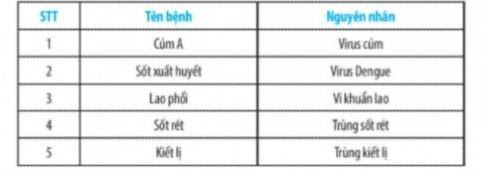 STT Tên bệnh Nguyên nhân
1 Cúm A Virus cúm
2 Sốt xuất huyết Virus Dengue
3 Lao phổi Vi khuẩn lao
4 Sốt rét Trùng sốt rét
5 Kiết lị Trùng kiết lị